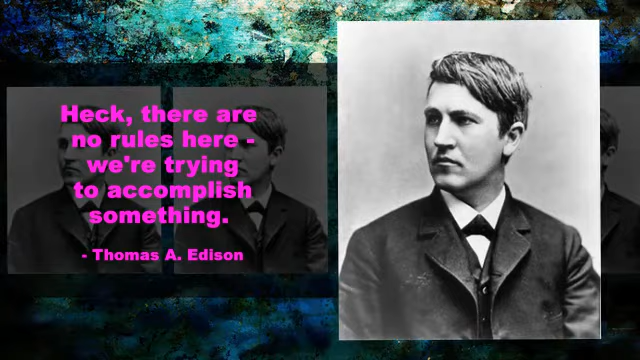 Heck, there are
no rules here -
we're trying
to accomplish
something.
- Thomas A. Edison